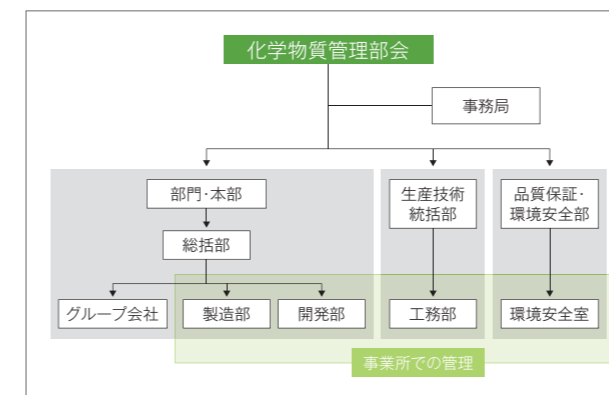 化学物質管理部会
事務局
部門・本部
生産技術
統括部
品質保証・
環境安全部
総括部
グループ会社
製造部
開発部
工務部
環境安全室
事業所での管理